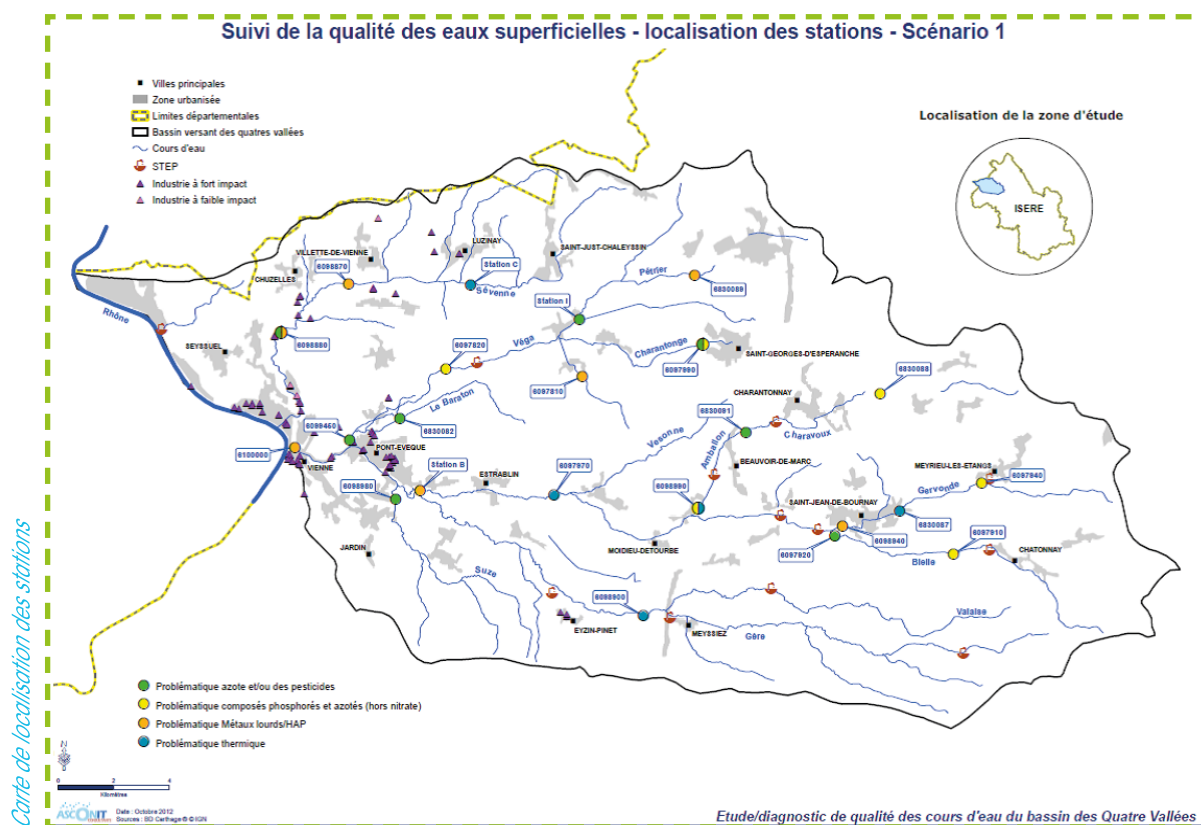 Suivi de la qualité des eaux superficielles - localisation des stations - Scénario 1
Villes principales
Zone urbanisée
Limites départementales
Bassin versant des quatres vallées
Cours d'eau
STEP
Industrie à fort impact
Industrie à faible impact
Localisation de la zone d'étude
ISERE
LUZINAY
SAINT-JUST-CHALEYSSIN
VILLETTE-DE-VIENNE
6098870
Station C
CHUZELLES
Sévenne
Pétrier
6830089
Rhône
Station I
SEYSSUEL
6098880
Véga
6097820
Charantonge
6097990
SAINT-GEORGES-D'ESPERANCHE
6097810
6830088
CHARANTONNAY
Le Baraton
6830082
6830091
6099450
Charavoux
Vesonne
Amballon
6100000
PONT-EVEQUE
VIENNE
Station B
ESTRABLIN
6097970
BEAUVOIR-DE-MARC
MEYRIEU-LES-ETANGS
6097940
Gervonde
6098980
6098990
SAINT-JEAN-DE-BOURNAY
6830087
6098940
6097910
6097920
CHATONNAY
Bielle
JARDIN
MOIDIEU-DETOURBE
Suze
6098900
Valaise
EYZIN-PINET
MEYSSIEZ
Gère
Problématique azote et/ou des pesticides
Problématique composés phosphorés et azotés (hors nitrate)
Problématique Métaux lourds/HAP
Problématique thermique
N
0 2 4
Kilomètres
ASCONIT
Date : Octobre 2012
Sources : BD Carthage ® © IGN
Etude/diagnostic de qualité des cours d'eau du bassin des Quatre Vallées
Carte de localisation des stations